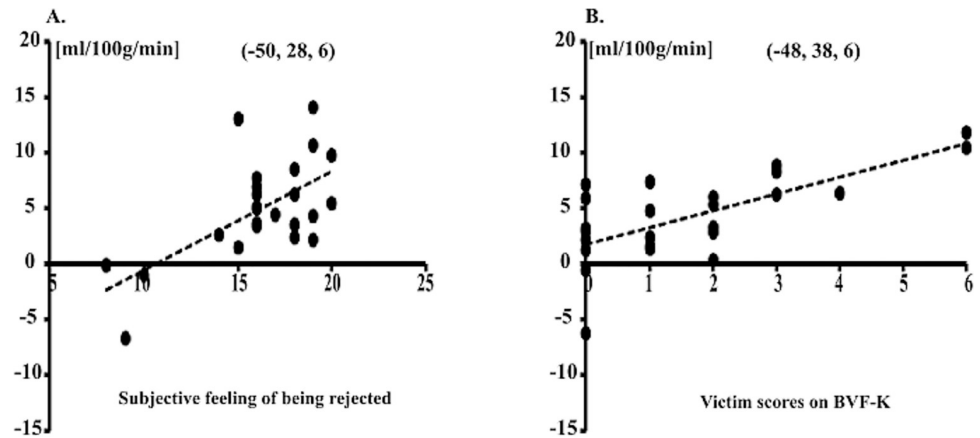 A.
[ml/100g/min] (-50, 28, 6)
20
15
10
5
0
-5
-10
-15
5 10 15 20 25
Subjective feeling of being rejected
B.
[ml/100g/min] (-48, 38, 6)
20
15
10
5
0
-5
-10
-15
0 1 2 3 4 5 6
Victim scores on BVF-K